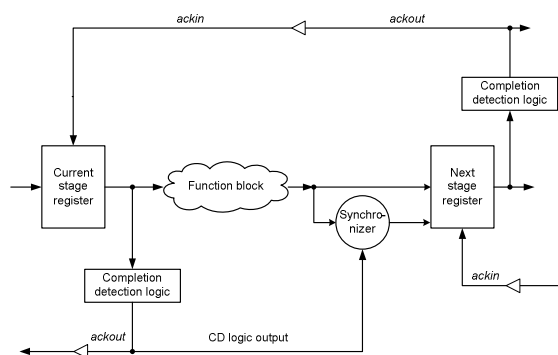 ackin
ackout
Completion
detection logic
Current
stage
register
Function block
Next
stage
register
Synchro-
nizer
Completion
detection logic
ackin
ackout
CD logic output